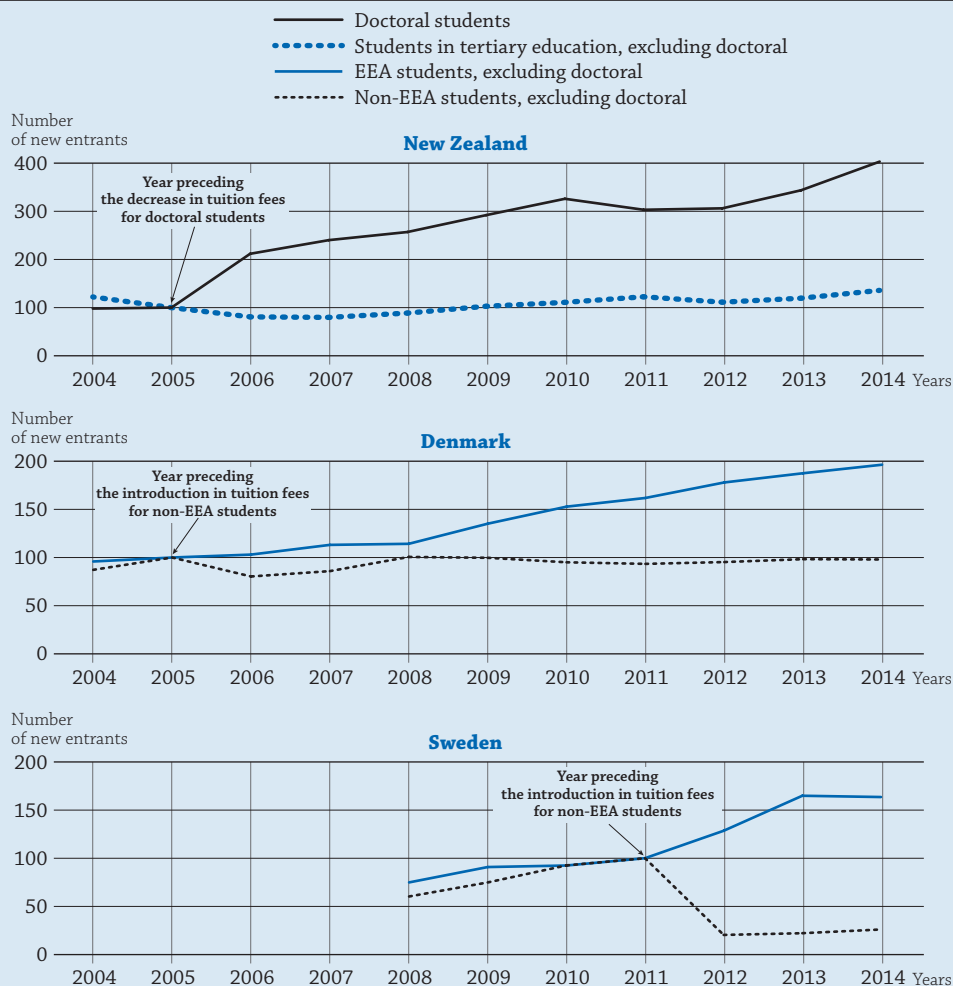 Doctoral students
Students in tertiary education, excluding doctoral
EEA students, excluding doctoral
Non-EEA students, excluding doctoral
Number
of new entrants
New Zealand
400
Year preceding
the decrease in tuition fees
for doctoral students
300
200
100
0
2004 2005 2006 2007 2008 2009 2010 2011 2012 2013 2014 Years
Number
of new entrants
Denmark
200
Year preceding
the introduction in tuition fees
for non-EEA students
150
100
50
0
2004 2005 2006 2007 2008 2009 2010 2011 2012 2013 2014 Years
Number
of new entrants
Sweden
200
Year preceding
the introduction in tuition fees
for non-EEA students
150
100
50
0
2004 2005 2006 2007 2008 2009 2010 2011 2012 2013 2014 Years